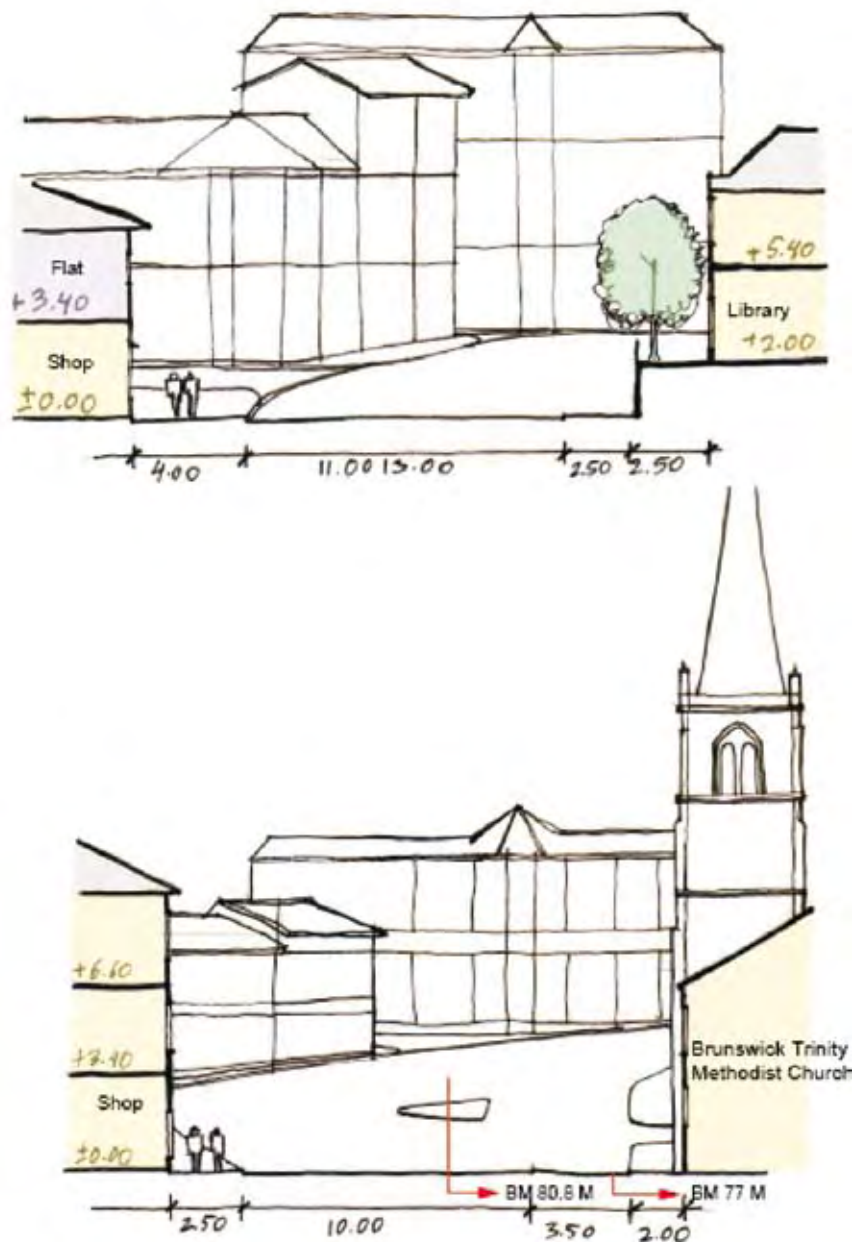 Flat
+3.40
Shop
±0.00
+5.40
Library
+2.00
4.00 11.00 13.00 2.50 2.50
+6.60
+3.40
Shop
±0.00
Brunswick Trinity
Methodist Church
BM 80.8 M
BM 77 M
2.50 10.00 3.50 2.00